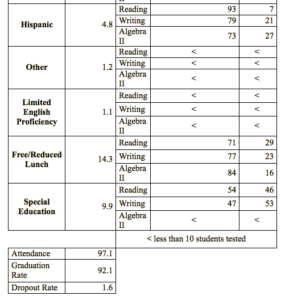 II
Hispanic 4.8 Reading 93 7
Writing 79 21
Algebra II 73 27
Other 1.2 Reading < <
Writing < <
Algebra II < <
Limited English Proficiency 1.1 Reading < <
Writing < <
Algebra II < <
Free/Reduced Lunch 14.3 Reading 71 29
Writing 77 23
Algebra II 84 16
Special Education 9.9 Reading 54 46
Writing 47 53
Algebra II < <
< less than 10 students tested
Attendance 97.1
Graduation Rate 92.1
Dropout Rate 1.6